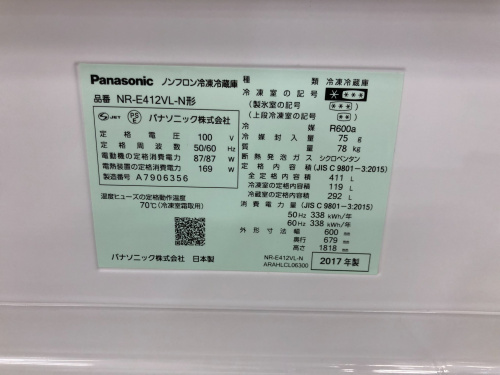 Panasonic ノンフロン冷凍冷蔵庫
品番 NR-E412VL-N形
JET PSE パナソニック株式会社
定格電圧 100 V
定格周波数 50/60 Hz
電動機の定格消費電力 87/87 W
電熱装置の定格消費電力 169 W
製造番号 A7906356
温度ヒューズの定格動作温度
70℃(冷凍室霜取用)
パナソニック株式会社 日本製
種類 冷凍冷蔵庫
冷凍室の記号 ****
(製氷室の記号) **
(上段冷凍室の記号) **
冷媒 R600a
冷媒封入量 75 g
質量 78 kg
断熱発泡ガス シクロペンタン
定格内容積(JIS C 9801-3:2015)
全定格内容積 411 L
冷凍室の定格内容積 119 L
冷蔵室の定格内容積 292 L
消費電力量(JIS C 9801-3:2015)
50Hz 338 kWh/年
60Hz 338 kWh/年
外形寸法 幅 600 mm
奥行 679 mm
高さ 1818 mm
NR-E412VL-N
ARAHLCL06300
2017年製